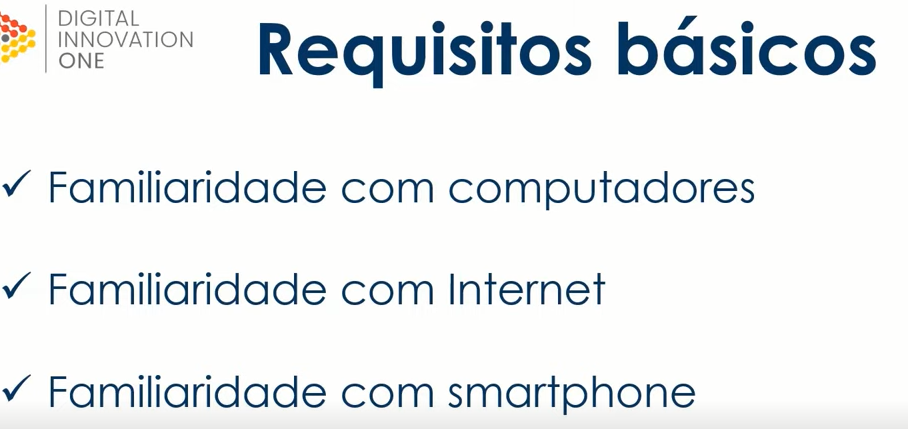 DIGITAL
INNOVATION
ONE
Requisitos básicos
✓ Familiaridade com computadores
✓ Familiaridade com Internet
✓ Familiaridade com smartphone